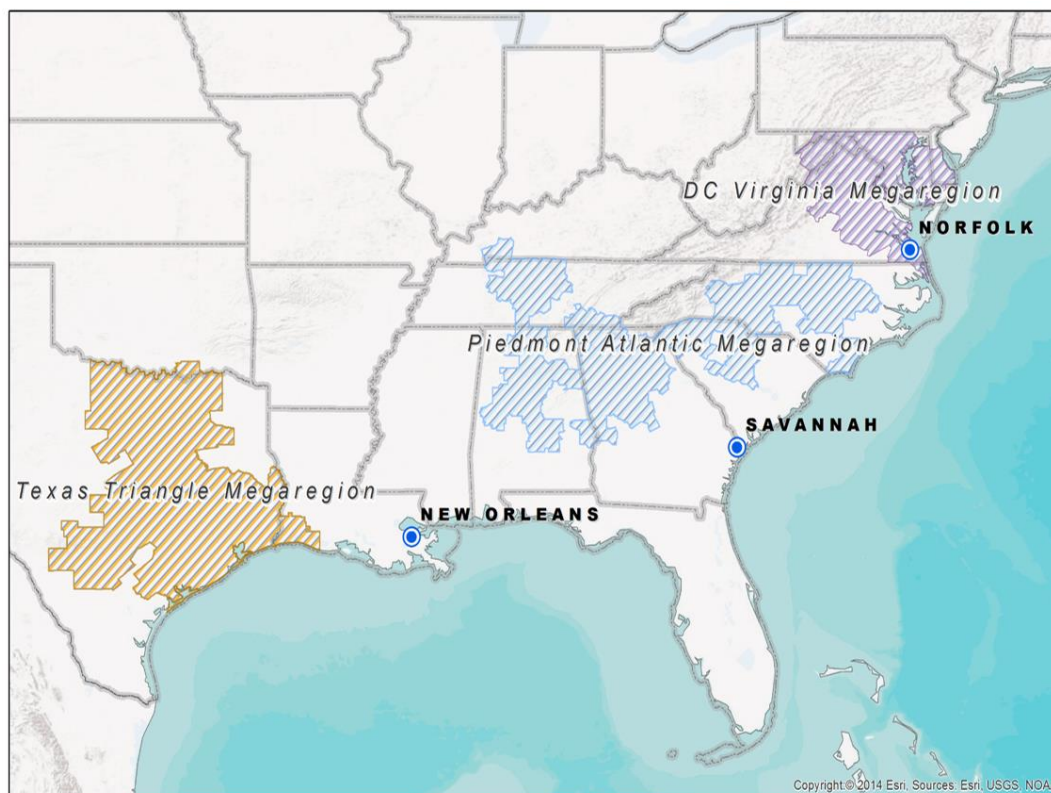 DC Virginia Megaregion
NORFOLK
Piedmont Atlantic Megaregion
SAVANNAH
Texas Triangle Megaregion
NEW ORLEANS
Copyright:© 2014 Esri, Sources: Esri, USGS, NOA